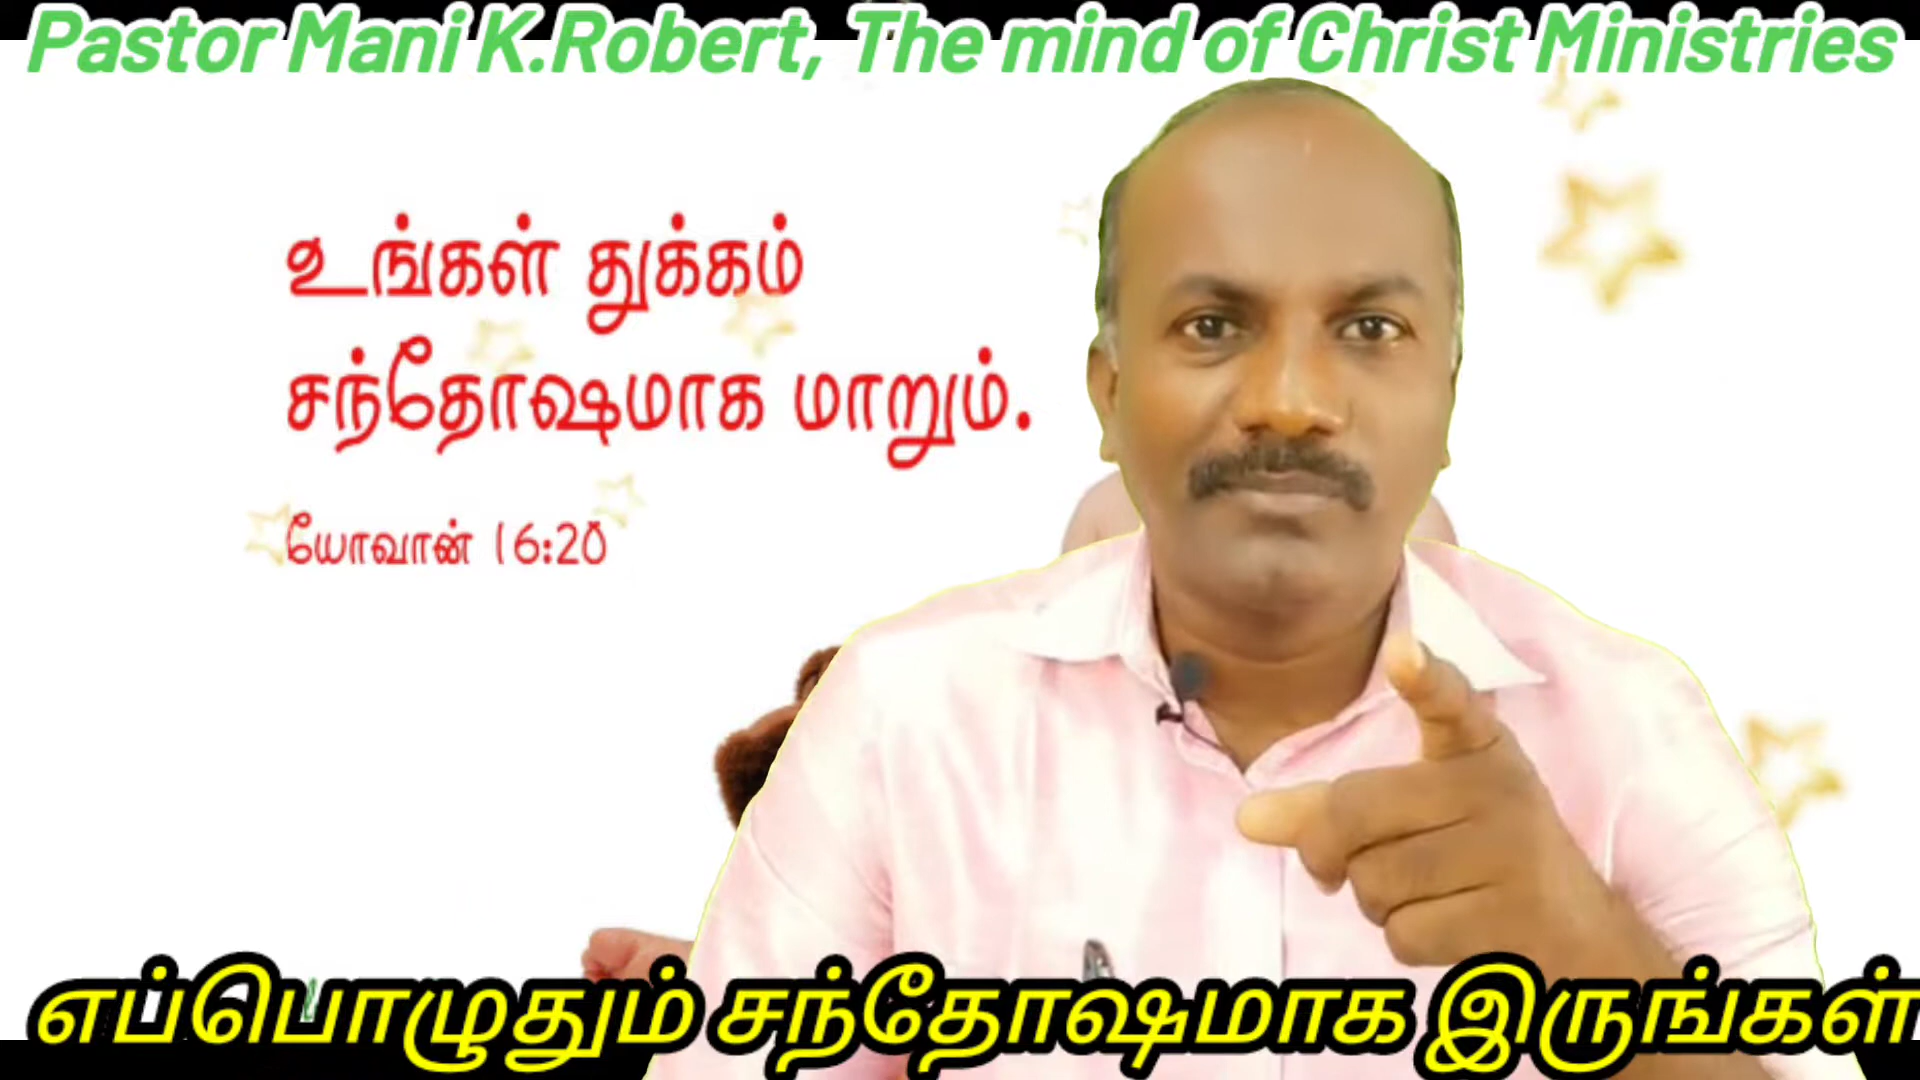 Pastor Mani K.Robert, The mind of Christ Ministries
உங்கள் துக்கம்
சந்தோஷமாக மாறும்.
யோவான் 16:20
எப்பொழுதும் சந்தோஷமாக இருங்கள்